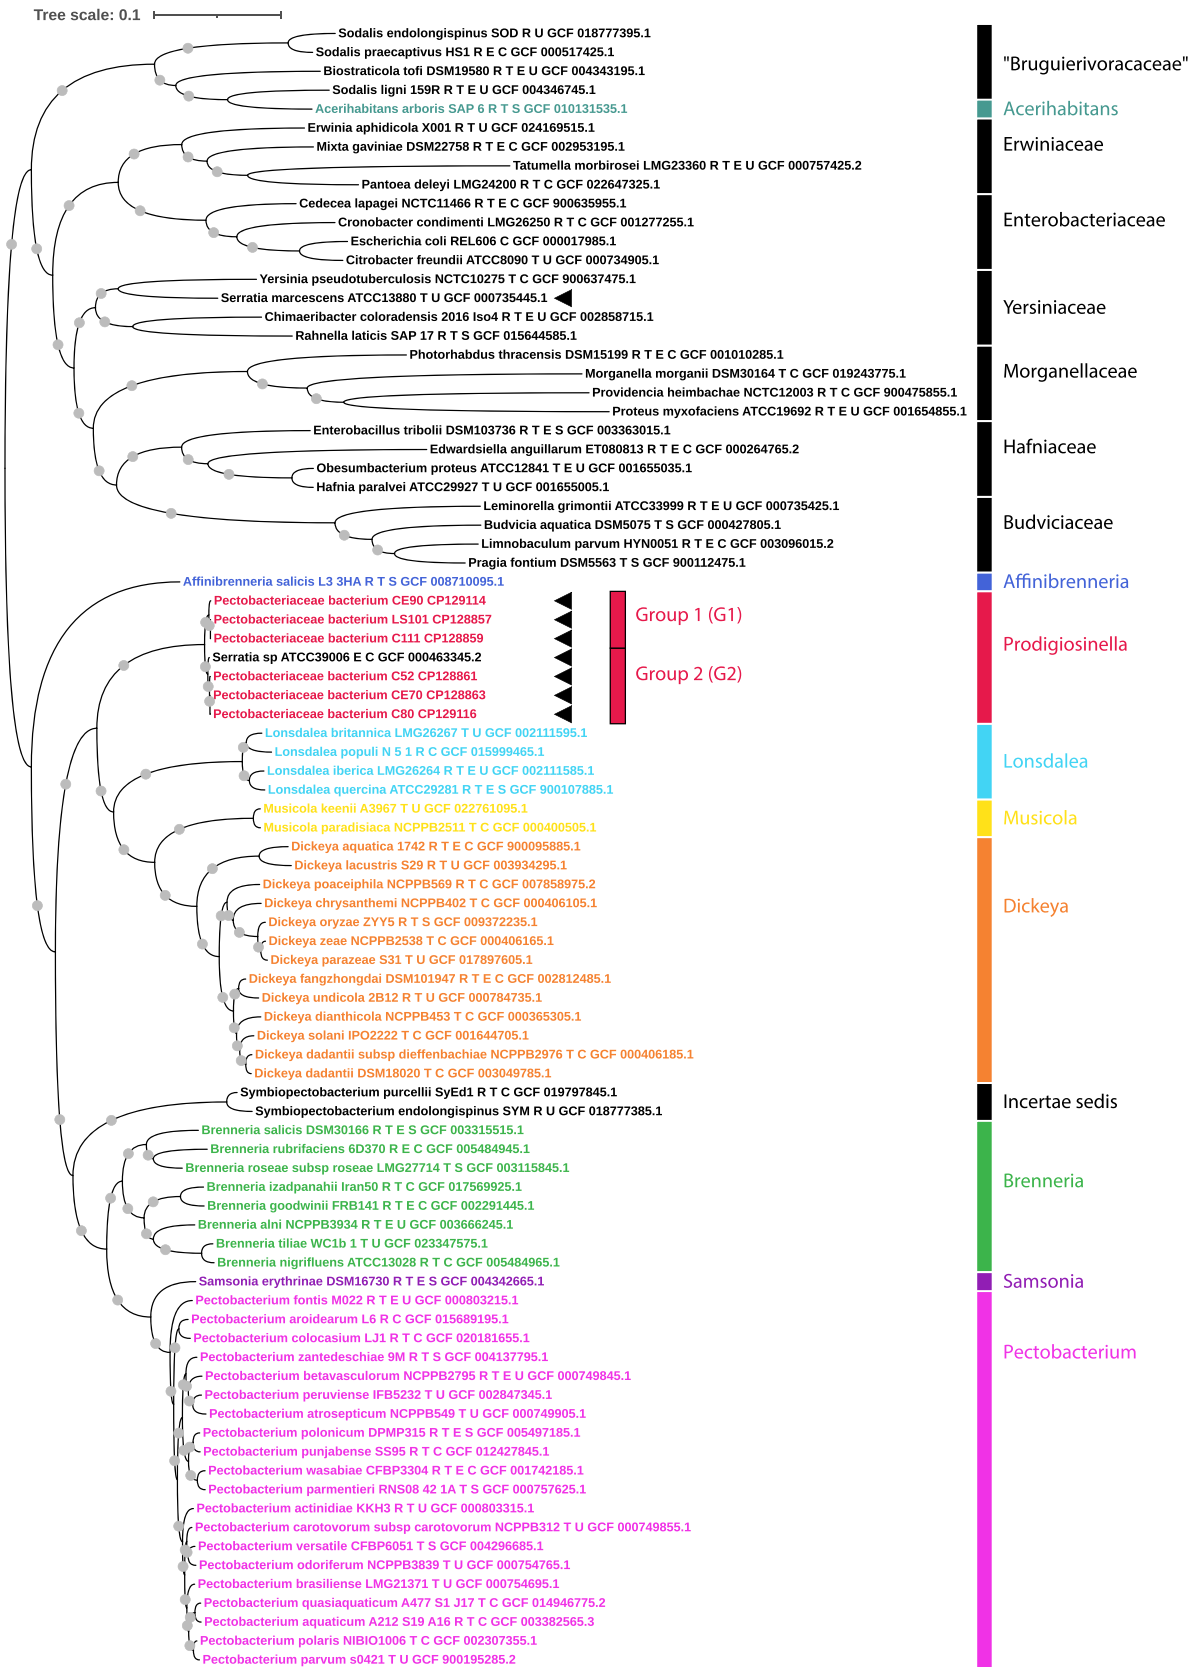 Tree scale: 0.1
Sodalis endolongispinus SOD R U GCF 018777395.1
Sodalis praecaptivus HS1 R E C GCF 000517425.1
"Bruguierivoracaceae"
Biostraticola tofi DSM19580 R T E U GCF 004343195.1
Sodalis ligni 159R R T E U GCF 004346745.1
Acerihabitans arboris SAP 6 R T S GCF 010131535.1
Acerihabitans
Erwinia aphidicola X001 R T U GCF 024169515.1
Erwiniaceae
Mixta gaviniae DSM22758 R T E C GCF 002953195.1
Tatumella morbirosei LMG23360 R T E U GCF 000757425.2
Pantoea deleyi LMG24200 R T C GCF 022647325.1
Cedecea lapagei NCTC11466 R T E C GCF 900635955.1
Enterobacteriaceae
Cronobacter condimenti LMG26250 R T C GCF 001277255.1
Escherichia coli REL606 C GCF 000017985.1
Citrobacter freundii ATCC8090 T U GCF 000734905.1
Yersinia pseudotuberculosis NCTC10275 T C GCF 900637475.1
Serratia marcescens ATCC13880 T U GCF 000735445.1
Yersiniaceae
Chimaeribacter coloradensis 2016 Iso4 R T E U GCF 002858715.1
Rahnella laticis SAP 17 R T S GCF 015644585.1
Photorhabdus thracensis DSM15199 R T E C GCF 001010285.1
Morganellaceae
Morganella morganii DSM30164 T C GCF 019243775.1
Providencia heimbachae NCTC12003 R T C GCF 900475855.1
Proteus myxofaciens ATCC19692 R T E U GCF 001654855.1
Enterobacillus tribolii DSM103736 R T E S GCF 003363015.1
Hafniaceae
Edwardsiella anguillarum ET080813 R T E C GCF 000264765.2
Obesumbacterium proteus ATCC12841 T E U GCF 001655035.1
Hafnia paralvei ATCC29927 T U GCF 001655005.1
Leminorella grimontii ATCC33999 R T E U GCF 000735425.1
Budviciaceae
Budvicia aquatica DSM5075 T S GCF 000427805.1
Limnobaculum parvum HYN0051 R T E C GCF 003096015.2
Pragia fontium DSM5563 T S GCF 900112475.1
Affinibrenneria salicis L3 3HA R T S GCF 008710095.1
Affinibrenneria
Pectobacteriaceae bacterium CE90 CP129114
Group 1 (G1)
Pectobacteriaceae bacterium LS101 CP128857
Pectobacteriaceae bacterium C111 CP128859
Prodigiosinella
Serratia sp ATCC39006 E C GCF 000463345.2
Group 2 (G2)
Pectobacteriaceae bacterium C52 CP128861
Pectobacteriaceae bacterium CE70 CP128863
Pectobacteriaceae bacterium C80 CP129116
Lonsdalea britannica LMG26267 T U GCF 002111595.1
Lonsdalea populi N 5 1 R C GCF 015999465.1
Lonsdalea
Lonsdalea iberica LMG26264 R T E U GCF 002111585.1
Lonsdalea quercina ATCC29281 R T E S GCF 900107885.1
Musicola keenii A3967 T U GCF 022761095.1
Musicola
Musicola paradisiaca NCPPB2511 T C GCF 000400505.1
Dickeya aquatica 1742 R T E C GCF 900095885.1
Dickeya lacustris S29 R T U GCF 003934295.1
Dickeya poaceiphila NCPPB569 R T C GCF 007858975.2
Dickeya chrysanthemi NCPPB402 T C GCF 000406105.1
Dickeya
Dickeya oryzae ZYY5 R T S GCF 009372235.1
Dickeya zeae NCPPB2538 T C GCF 000406165.1
Dickeya parazeae S31 T U GCF 017897605.1
Dickeya fangzhongdai DSM101947 R T E C GCF 002812485.1
Dickeya undicola 2B12 R T U GCF 000784735.1
Dickeya dianthicola NCPPB453 T C GCF 000365305.1
Dickeya solani IPO2222 T C GCF 001644705.1
Dickeya dadantii subsp dieffenbachiae NCPPB2976 T C GCF 000406185.1
Dickeya dadantii DSM18020 T C GCF 003049785.1
Symbiopectobacterium purcellii SyEd1 R T C GCF 019797845.1
Incertae sedis
Symbiopectobacterium endolongispinus SYM R U GCF 018777385.1
Brenneria salicis DSM30166 R T E S GCF 003315515.1
Brenneria rubrifaciens 6D370 R E C GCF 005484945.1
Brenneria roseae subsp roseae LMG27714 T S GCF 003115845.1
Brenneria
Brenneria izadpanahii Iran50 R T C GCF 017569925.1
Brenneria goodwinii FRB141 R T E C GCF 002291445.1
Brenneria alni NCPPB3934 R T E U GCF 003666245.1
Brenneria tiliae WC1b 1 T U GCF 023347575.1
Brenneria nigrifluens ATCC13028 R T C GCF 005484965.1
Samsonia erythrinae DSM16730 R T E S GCF 004342665.1
Samsonia
Pectobacterium fontis M022 R T E U GCF 000803215.1
Pectobacterium aroidearum L6 R C GCF 015689195.1
Pectobacterium colocasium LJ1 R T C GCF 020181655.1
Pectobacterium
Pectobacterium zantedeschiae 9M R T S GCF 004137795.1
Pectobacterium betavasculorum NCPPB2795 R T E U GCF 000749845.1
Pectobacterium peruviense IFB5232 T U GCF 002847345.1
Pectobacterium atrosepticum NCPPB549 T U GCF 000749905.1
Pectobacterium polonicum DPMP315 R T E S GCF 005497185.1
Pectobacterium punjabense SS95 R T C GCF 012427845.1
Pectobacterium wasabiae CFBP3304 R T E C GCF 001742185.1
Pectobacterium parmentieri RNS08 42 1A T S GCF 000757625.1
Pectobacterium actinidiae KKH3 R T U GCF 000803315.1
Pectobacterium carotovorum subsp carotovorum NCPPB312 T U GCF 000749855.1
Pectobacterium versatile CFBP6051 T S GCF 004296685.1
Pectobacterium odoriferum NCPPB3839 T U GCF 000754765.1
Pectobacterium brasiliense LMG21371 T U GCF 000754695.1
Pectobacterium quasiaquaticum A477 S1 J17 T C GCF 014946775.2
Pectobacterium aquaticum A212 S19 A16 R T C GCF 003382565.3
Pectobacterium polaris NIBIO1006 T C GCF 002307355.1
Pectobacterium parvum s0421 T U GCF 900195285.2